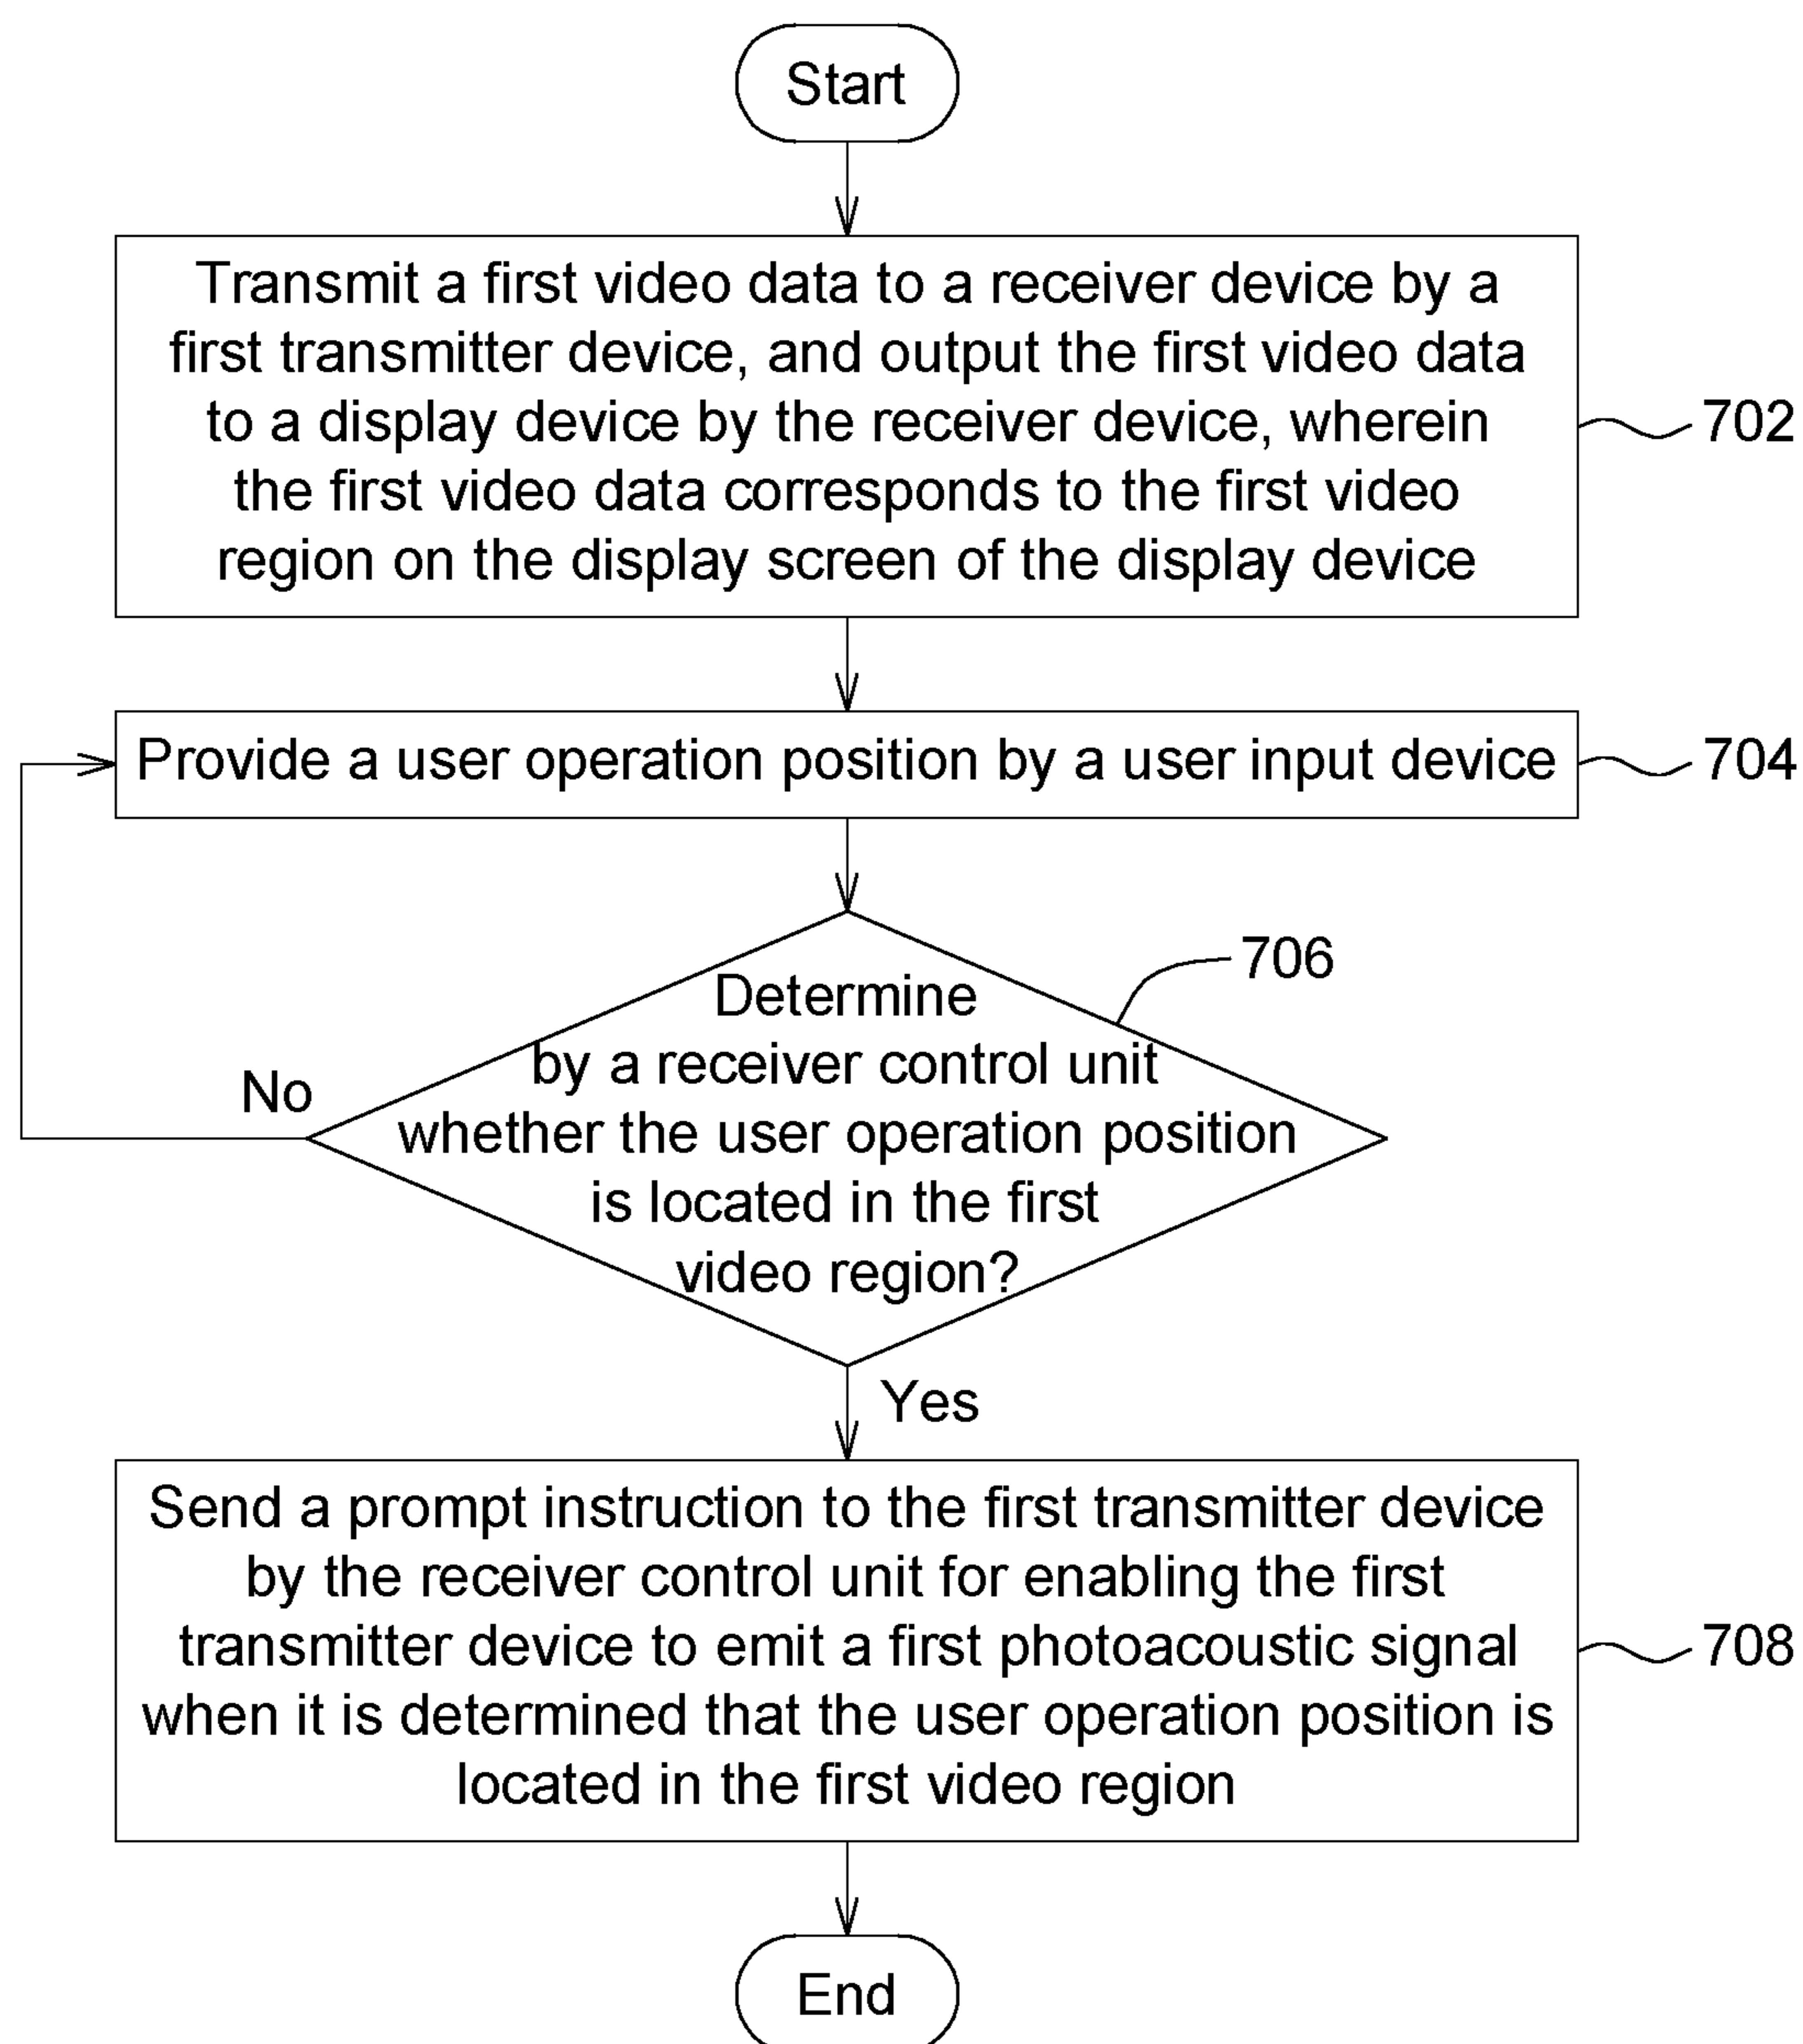 Start
Transmit a first video data to a receiver device by a
first transmitter device, and output the first video data
to a display device by the receiver device, wherein
the first video data corresponds to the first video
region on the display screen of the display device
702
Provide a user operation position by a user input device
704
706
Determine
by a receiver control unit
whether the user operation position
is located in the first
video region?
No
Yes
Send a prompt instruction to the first transmitter device
by the receiver control unit for enabling the first
transmitter device to emit a first photoacoustic signal
when it is determined that the user operation position is
located in the first video region
708
End